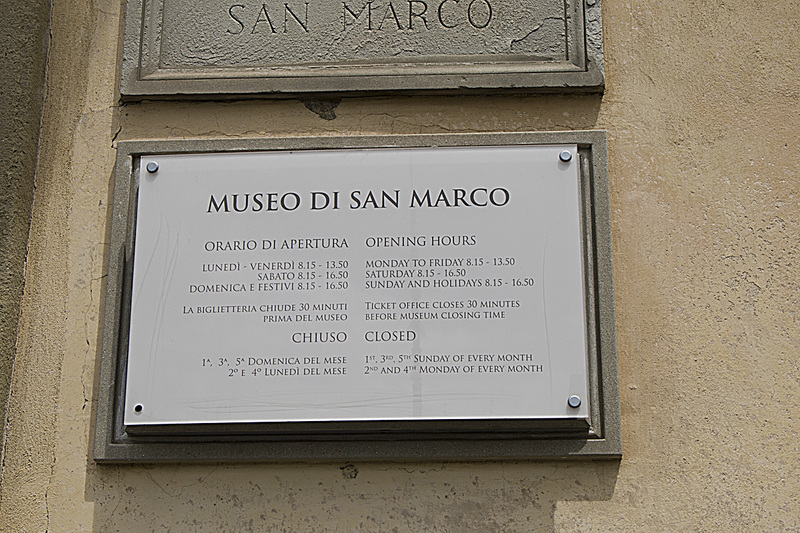 SAN MARCO
MUSEO DI SAN MARCO
ORARIO DI APERTURA
LUNEDÌ - VENERDÌ 8.15 - 13.50
SABATO 8.15 - 16.50
DOMENICA E FESTIVI 8.15 - 16.50
LA BIGLIETTERIA CHIUDE 30 MINUTI
PRIMA DEL MUSEO
CHIUSO
1ª, 3ª, 5ª DOMENICA DEL MESE
2º E 4º LUNEDÌ DEL MESE
OPENING HOURS
MONDAY TO FRIDAY 8.15 - 13.50
SATURDAY 8.15 - 16.50
SUNDAY AND HOLIDAYS 8.15 - 16.50
TICKET OFFICE CLOSES 30 MINUTES
BEFORE MUSEUM CLOSING TIME
CLOSED
1ST, 3RD, 5TH SUNDAY OF EVERY MONTH
2ND AND 4TH MONDAY OF EVERY MONTH